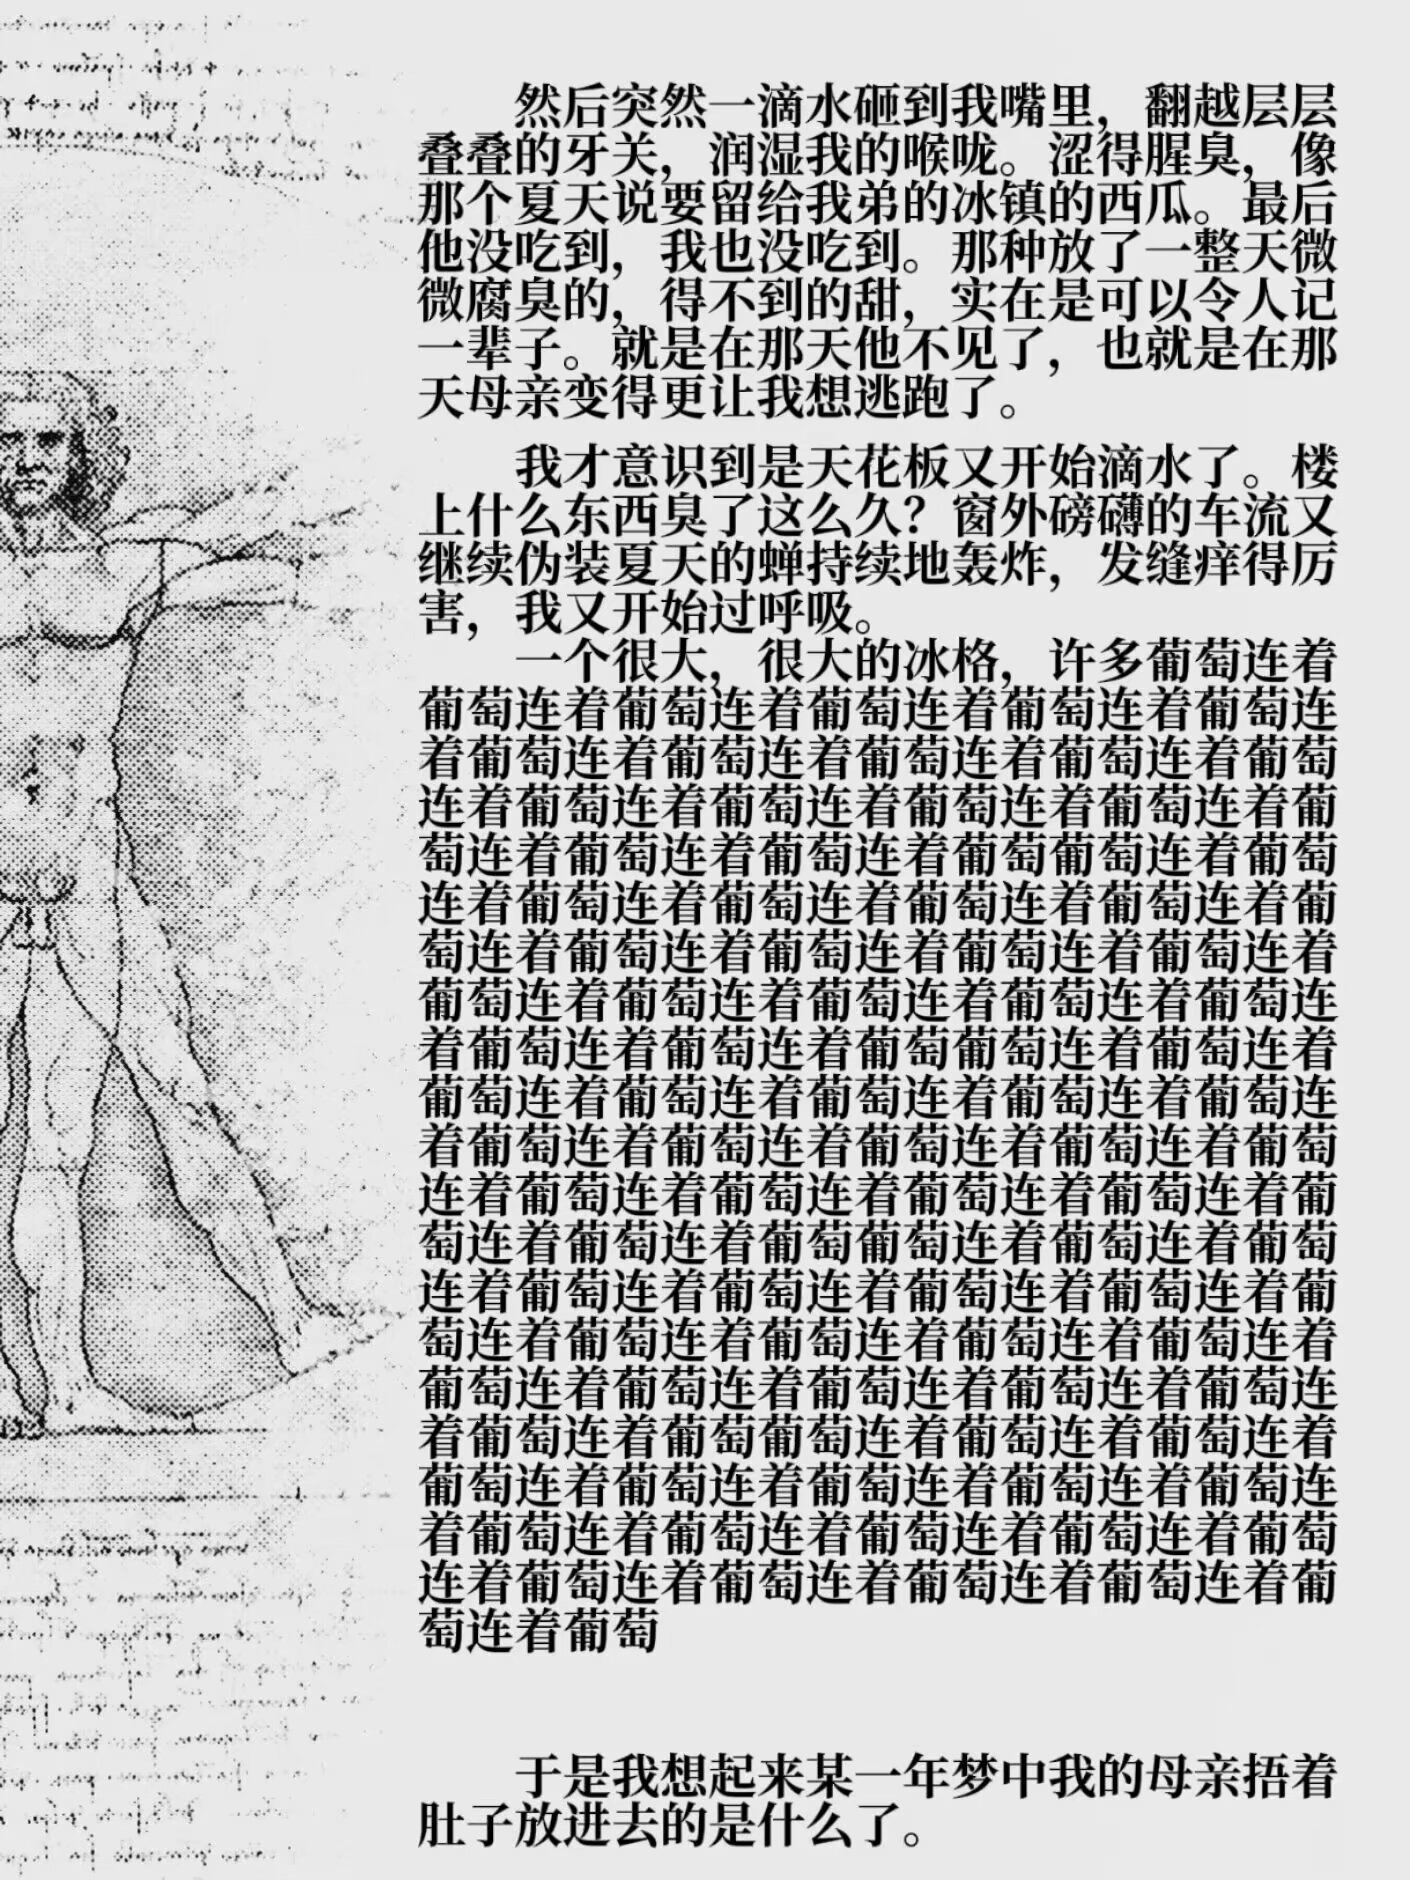 然后突然一滴水砸到我嘴里，翻越层层
叠叠的牙关，润湿我的喉咙。涩得腥臭，像
那个夏天说要留给我弟的冰镇的西瓜。最后
他没吃到，我也没吃到。那种放了一整天微
微腐臭的，得不到的甜，实在是可以令人记
一辈子。就是在那天他不见了，也就是在那
天母亲变得更让我想逃跑了。
我才意识到是天花板又开始滴水了。楼
上什么东西臭了这么久？窗外磅礴的车流又
继续伪装夏天的蝉持续地轰炸，发缝痒得厉
害，我又开始过呼吸。
一个很大，很大的冰格，许多葡萄连着
葡萄连着葡萄连着葡萄连着葡萄连着葡萄连
着葡萄连着葡萄连着葡萄连着葡萄连着葡萄
连着葡萄连着葡萄连着葡萄连着葡萄连着葡
萄连着葡萄连着葡萄连着葡萄葡萄连着葡萄
连着葡萄连着葡萄连着葡萄连着葡萄连着葡
萄连着葡萄连着葡萄连着葡萄连着葡萄连着
葡萄连着葡萄连着葡萄连着葡萄连着葡萄连
着葡萄连着葡萄连着葡萄葡萄连着葡萄连着
葡萄连着葡萄连着葡萄连着葡萄连着葡萄连
着葡萄连着葡萄连着葡萄连着葡萄连着葡萄
连着葡萄连着葡萄连着葡萄连着葡萄连着葡
萄连着葡萄连着葡萄葡萄连着葡萄连着葡萄
连着葡萄连着葡萄连着葡萄连着葡萄连着葡
萄连着葡萄连着葡萄连着葡萄连着葡萄连着
葡萄连着葡萄连着葡萄连着葡萄连着葡萄连
着葡萄连着葡萄葡萄连着葡萄连着葡萄连着
葡萄连着葡萄连着葡萄连着葡萄连着葡萄连
着葡萄连着葡萄连着葡萄连着葡萄连着葡萄
连着葡萄连着葡萄连着葡萄连着葡萄连着葡
萄连着葡萄
于是我想起来某一年梦中我的母亲捂着
肚子放进去的是什么了。